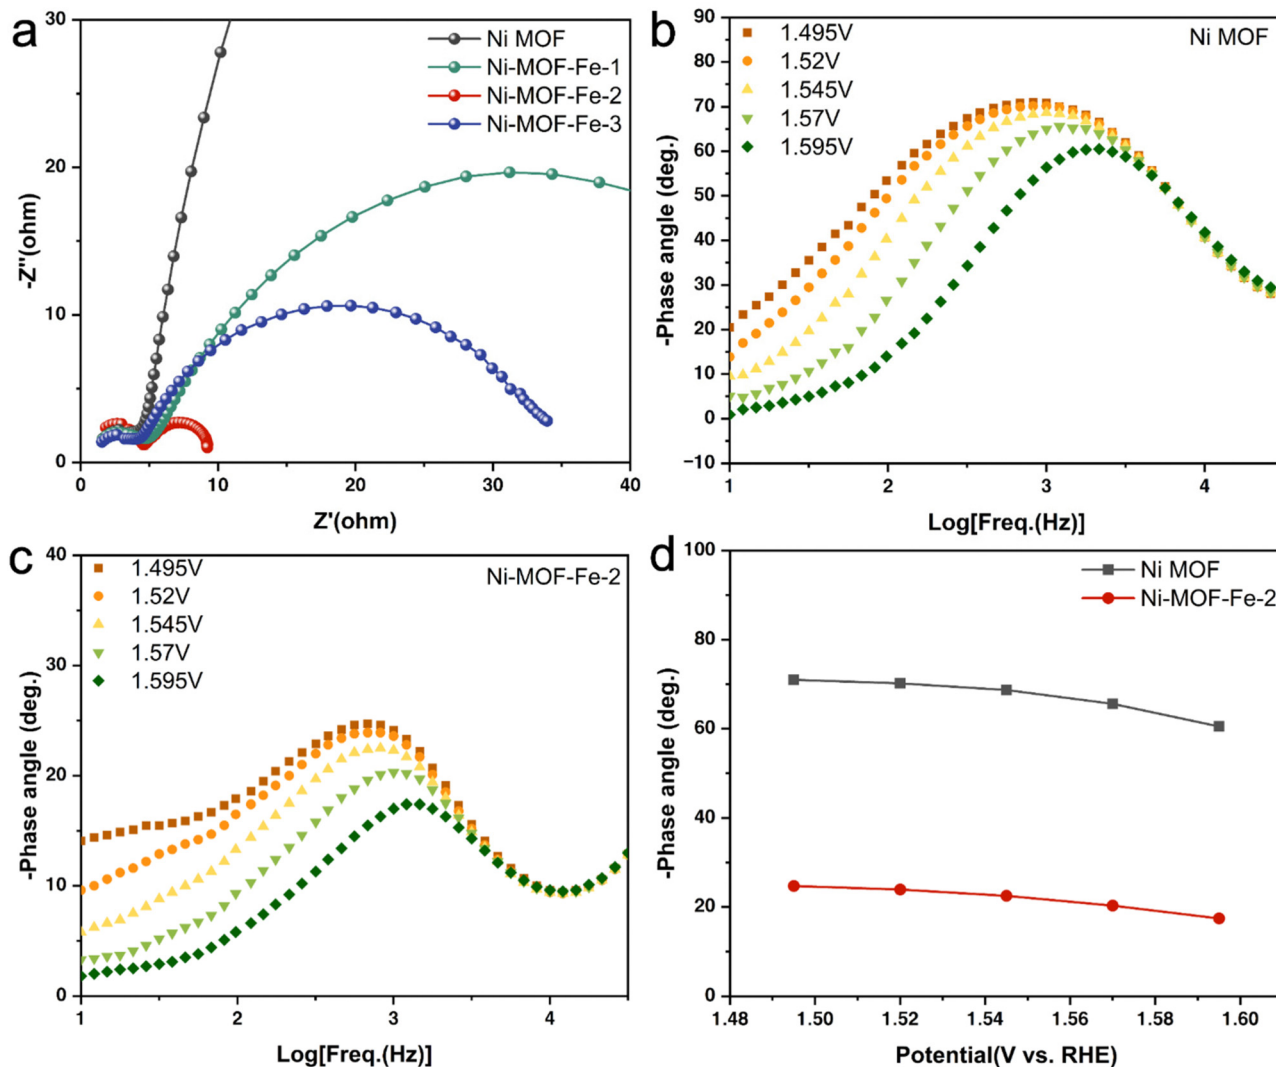 a
Ni MOF
Ni-MOF-Fe-1
Ni-MOF-Fe-2
Ni-MOF-Fe-3
30
20
10
0
-Z''(ohm)
0 10 20 30 40
Z'(ohm)
b
1.495V
1.52V
1.545V
1.57V
1.595V
Ni MOF
90
80
70
60
50
40
30
20
10
0
−10
-Phase angle (deg.)
1 2 3 4
Log[Freq.(Hz)]
c
1.495V
1.52V
1.545V
1.57V
1.595V
Ni-MOF-Fe-2
40
30
20
10
0
-Phase angle (deg.)
1 2 3 4
Log[Freq.(Hz)]
d
Ni MOF
Ni-MOF-Fe-2
100
80
60
40
20
0
-Phase angle (deg.)
1.48 1.50 1.52 1.54 1.56 1.58 1.60
Potential(V vs. RHE)